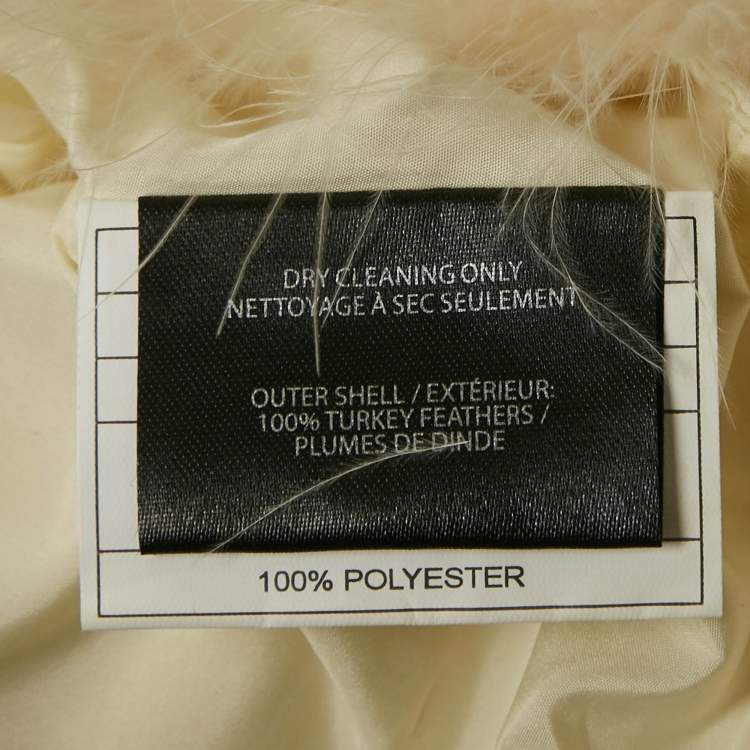 DRY CLEANING ONLY
NETTOYAGE À SEC SEULEMENT
OUTER SHELL / EXTÉRIEUR:
100% TURKEY FEATHERS /
PLUMES DE DINDE
100% POLYESTER